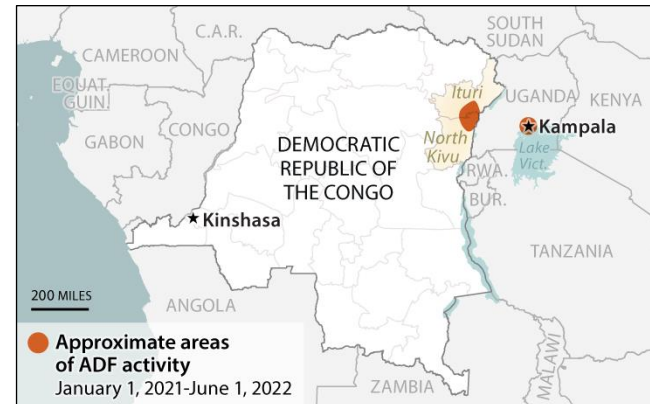 C.A.R.
SOUTH
SUDAN
CAMEROON
EQUAT.
GUIN.
Ituri
UGANDA
KENYA
GABON
CONGO
Kampala
DEMOCRATIC
REPUBLIC OF
THE CONGO
North
Kivu
Lake
Vict.
RWA.
BUR.
Kinshasa
TANZANIA
200 MILES
ANGOLA
Approximate areas
of ADF activity
January 1, 2021-June 1, 2022
ZAMBIA
MALAWI